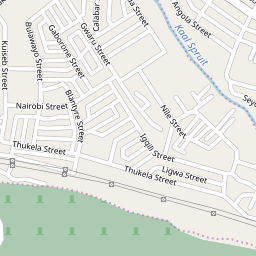 Calabar
Gwaru Street
Gaborone Street
Bulawayo Street
Kuiseb Street
Angola Street
Kaal Spruit
Nairobi Street
Blantyre Street
Nile Street
Thukela Street
Igqili Street
Ligwa Street
Thukela Street